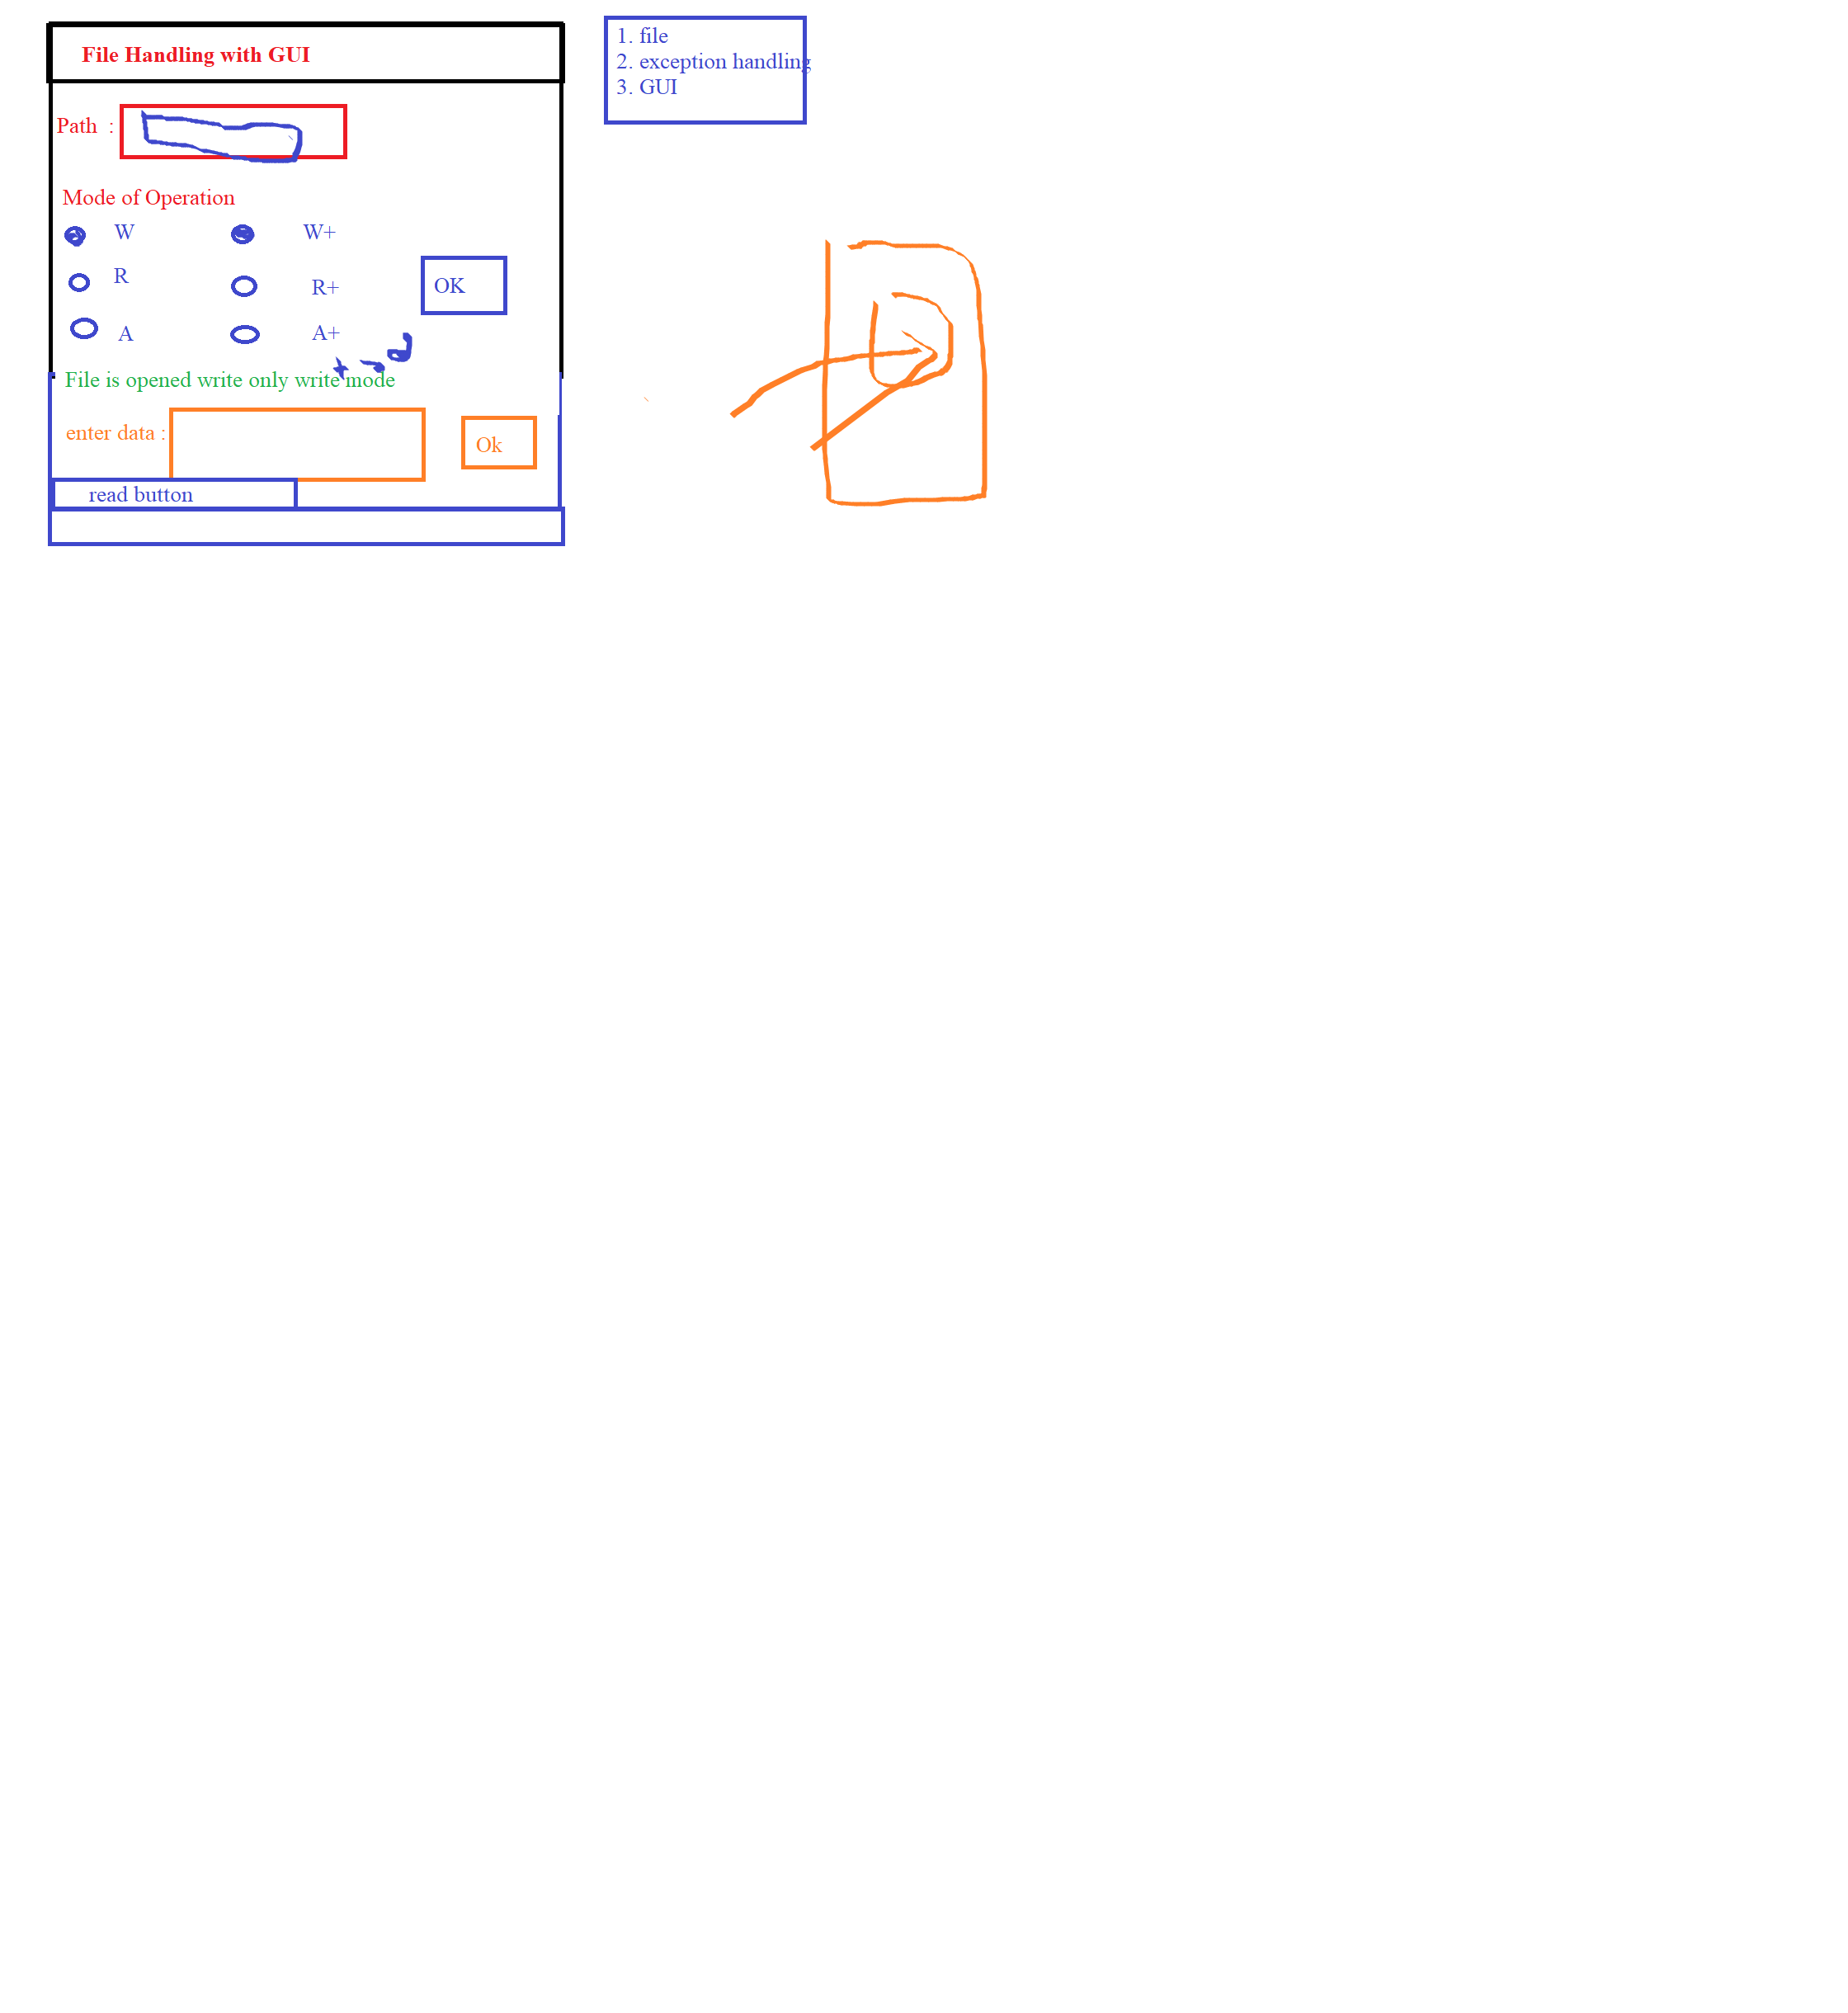 File Handling with GUI
Path :
Mode of Operation
W W+
R R+ OK
A A+
File is opened write only write mode
enter data : Ok
read button
1. file
2. exception handling
3. GUI